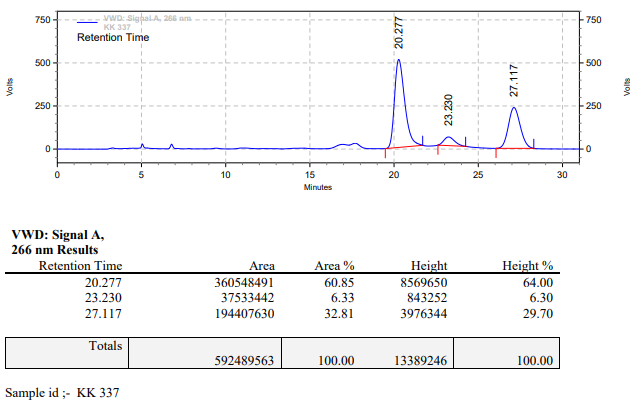 VWD: Signal A, 266 nm
KK 337
Retention Time
750
500
250
0
Volts
20.277
23.230
27.117
750
500
250
0
Volts
0 5 10 15 20 25 30
Minutes
VWD: Signal A,
266 nm Results
Retention Time Area Area % Height Height %
20.277 360548491 60.85 8569650 64.00
23.230 37533442 6.33 843252 6.30
27.117 194407630 32.81 3976344 29.70
Totals
592489563 100.00 13389246 100.00
Sample id ;- KK 337